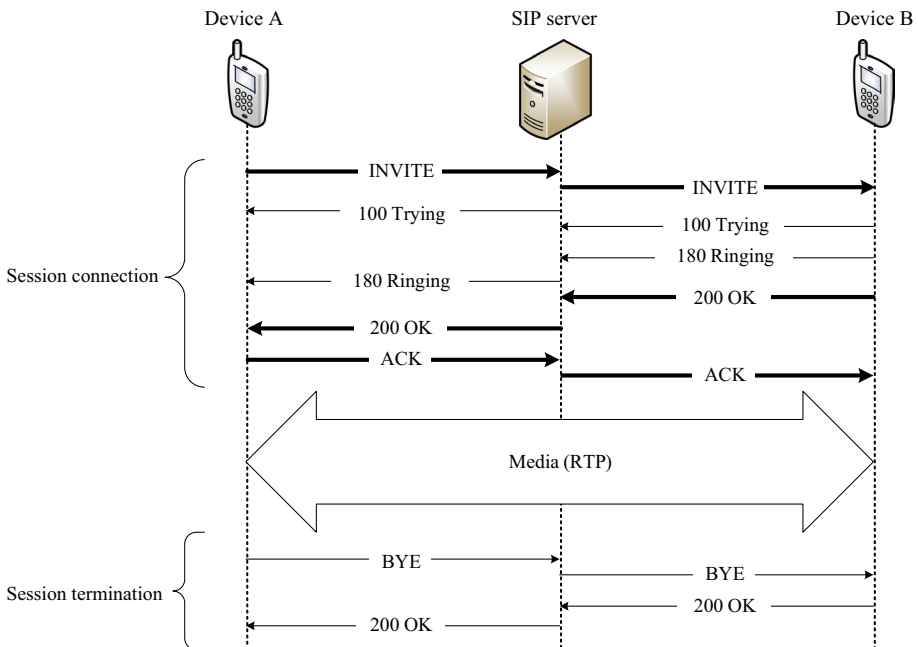 Device A
SIP server
Device B
INVITE
INVITE
100 Trying
100 Trying
180 Ringing
Session connection
180 Ringing
200 OK
200 OK
ACK
ACK
Media (RTP)
BYE
BYE
Session termination
200 OK
200 OK